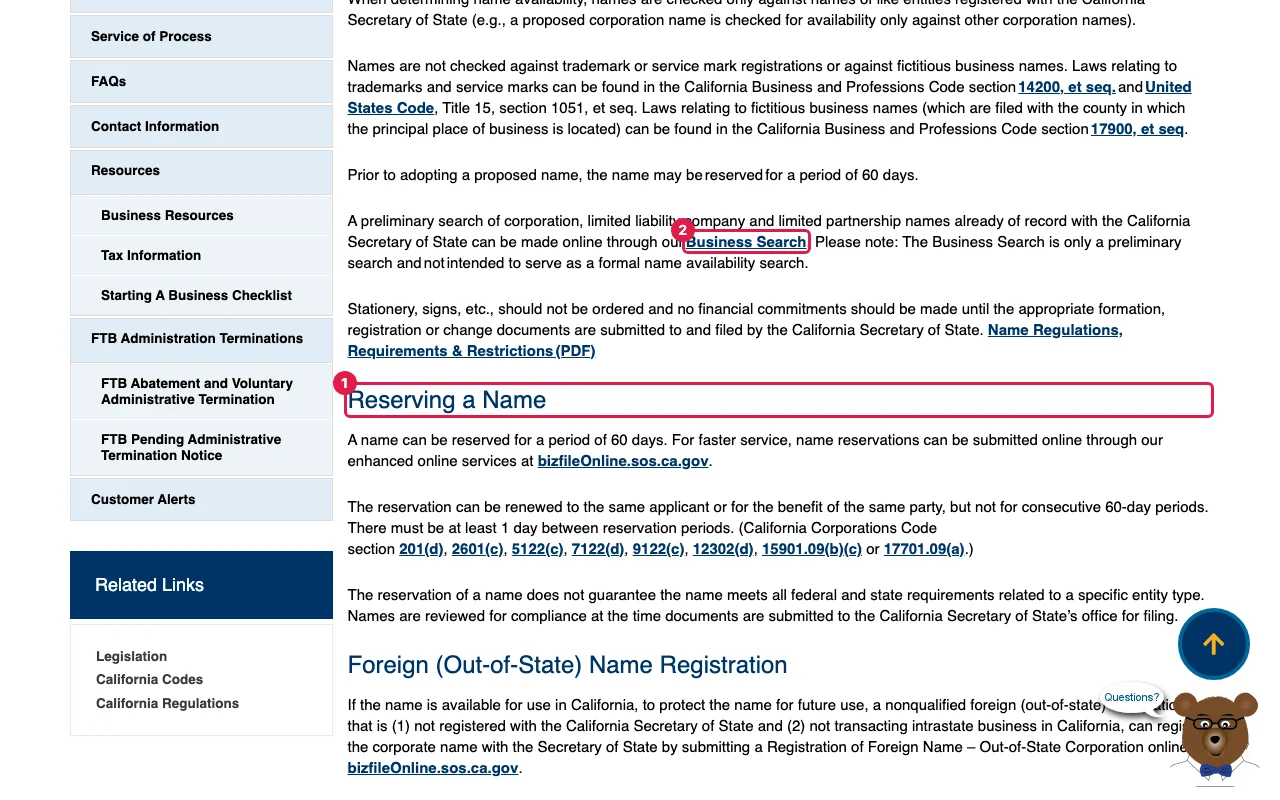 Service of Process
FAQs
Contact Information
Resources
Business Resources
Tax Information
Starting A Business Checklist
FTB Administration Terminations
FTB Abatement and Voluntary
Administrative Termination
FTB Pending Administrative
Termination Notice
Customer Alerts
Related Links
Legislation
California Codes
California Regulations
When determining name availability, names are checked only against names of like entities registered with the California
Secretary of State (e.g., a proposed corporation name is checked for availability only against other corporation names).
Names are not checked against trademark or service mark registrations or against fictitious business names. Laws relating to
trademarks and service marks can be found in the California Business and Professions Code section 14200, et seq. and United
States Code, Title 15, section 1051, et seq. Laws relating to fictitious business names (which are filed with the county in which
the principal place of business is located) can be found in the California Business and Professions Code section 17900, et seq.
Prior to adopting a proposed name, the name may be reserved for a period of 60 days.
A preliminary search of corporation, limited liability company and limited partnership names already of record with the California
2
Secretary of State can be made online through our Business Search. Please note: The Business Search is only a preliminary
search and not intended to serve as a formal name availability search.
Stationery, signs, etc., should not be ordered and no financial commitments should be made until the appropriate formation,
registration or change documents are submitted to and filed by the California Secretary of State. Name Regulations,
Requirements & Restrictions (PDF)
1
Reserving a Name
A name can be reserved for a period of 60 days. For faster service, name reservations can be submitted online through our
enhanced online services at bizfileOnline.sos.ca.gov.
The reservation can be renewed to the same applicant or for the benefit of the same party, but not for consecutive 60-day periods.
There must be at least 1 day between reservation periods. (California Corporations Code
section 201(d), 2601(c), 5122(c), 7122(d), 9122(c), 12302(d), 15901.09(b)(c) or 17701.09(a).)
The reservation of a name does not guarantee the name meets all federal and state requirements related to a specific entity type.
Names are reviewed for compliance at the time documents are submitted to the California Secretary of State's office for filing.
Foreign (Out-of-State) Name Registration
If the name is available for use in California, to protect the name for future use, a nonqualified foreign (out-of-state)
that is (1) not registered with the California Secretary of State and (2) not transacting intrastate business in California, can
the corporate name with the Secretary of State by submitting a Registration of Foreign Name – Out-of-State Corporation online
bizfileOnline.sos.ca.gov.
Questions?